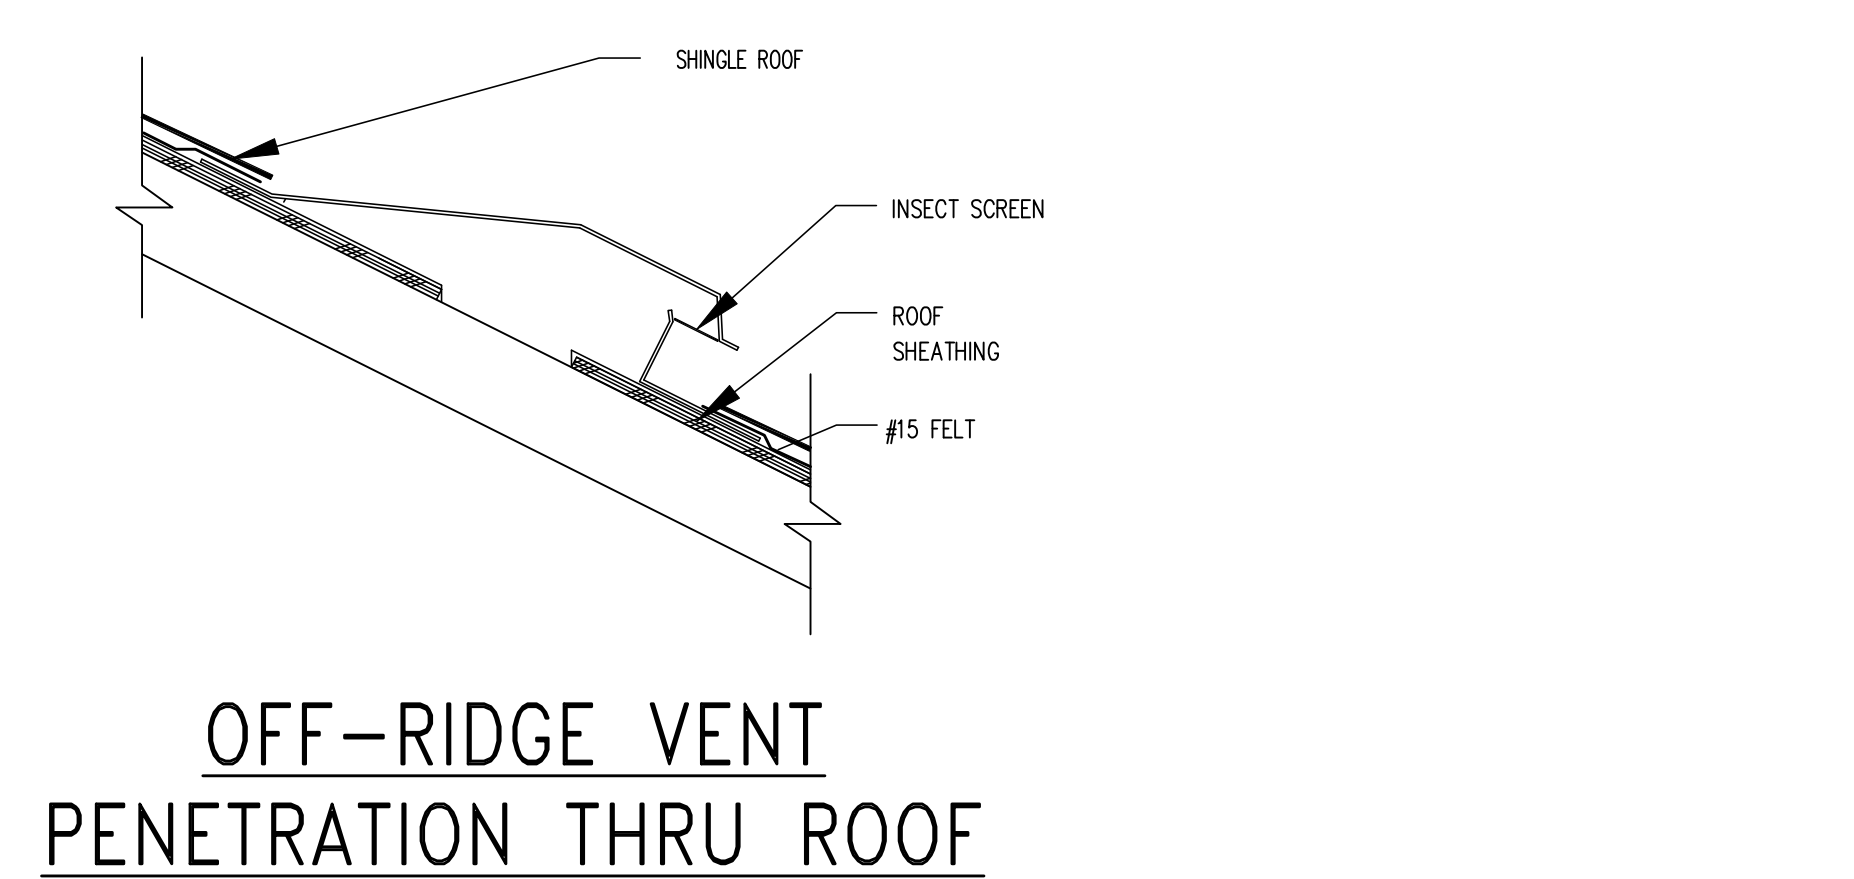 SHINGLE ROOF
INSECT SCREEN
ROOF
SHEATHING
#15 FELT
OFF-RIDGE VENT
PENETRATION THRU ROOF